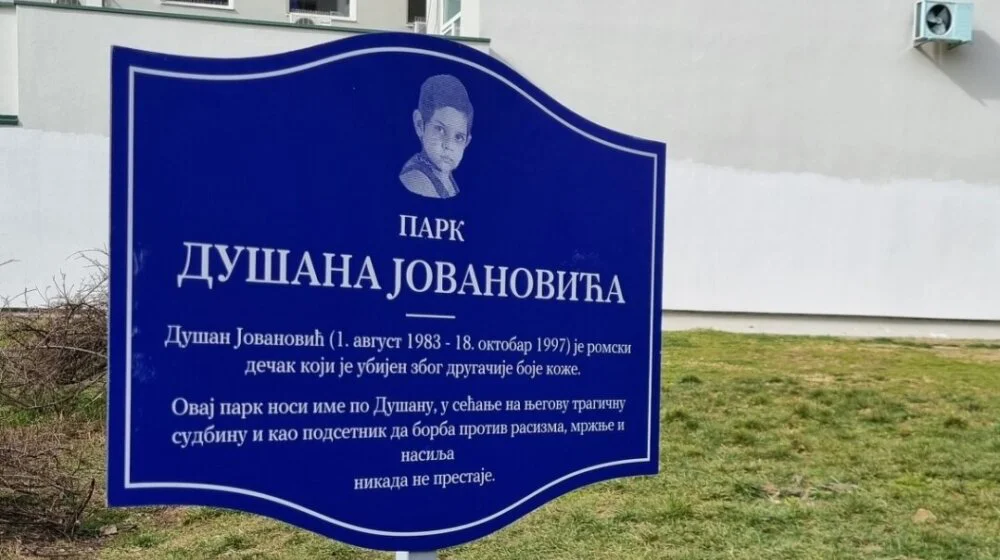 ПАРК
ДУШАНА ЈОВАНОВИЋА
Душан Јовановић (1. август 1983 - 18. октобар 1997) је ромски
дечак који је убијен због другачије боје коже.
Овај парк носи име по Душану, у сећање на његову трагичну
судбину и као подсетник да борба против расизма, мржње и
насиља
никада не престаје.